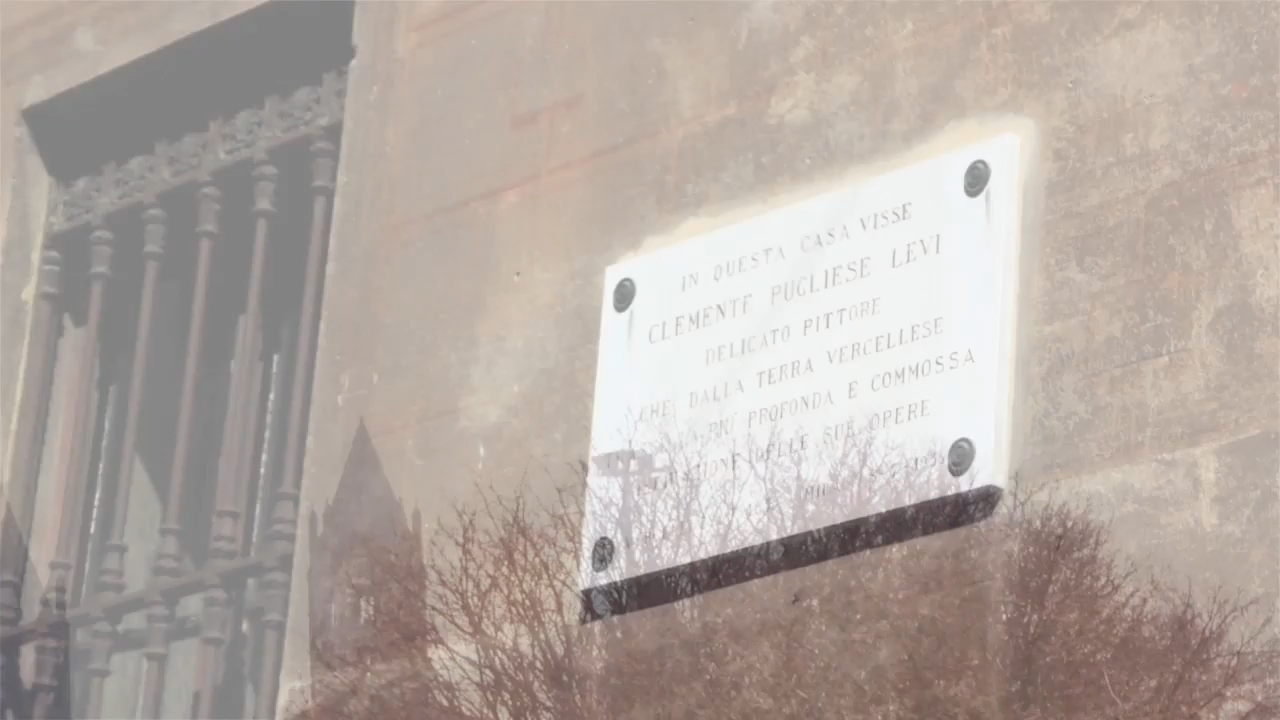 IN QUESTA CASA VISSE
CLEMENTE PUGLIESE LEVI
DELICATO PITTORE
CHE DALLA TERRA VERCELLESE
PIÙ PROFONDA E COMMOSSA
DELLE SUE OPERE